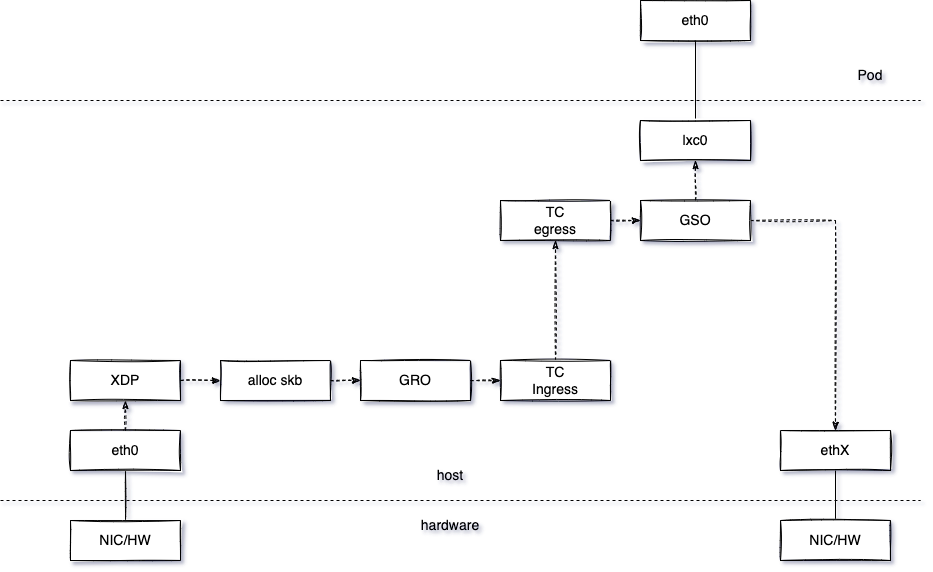 eth0
Pod
lxc0
TC
egress
GSO
XDP
alloc skb
GRO
TC
Ingress
eth0
ethX
host
hardware
NIC/HW
NIC/HW